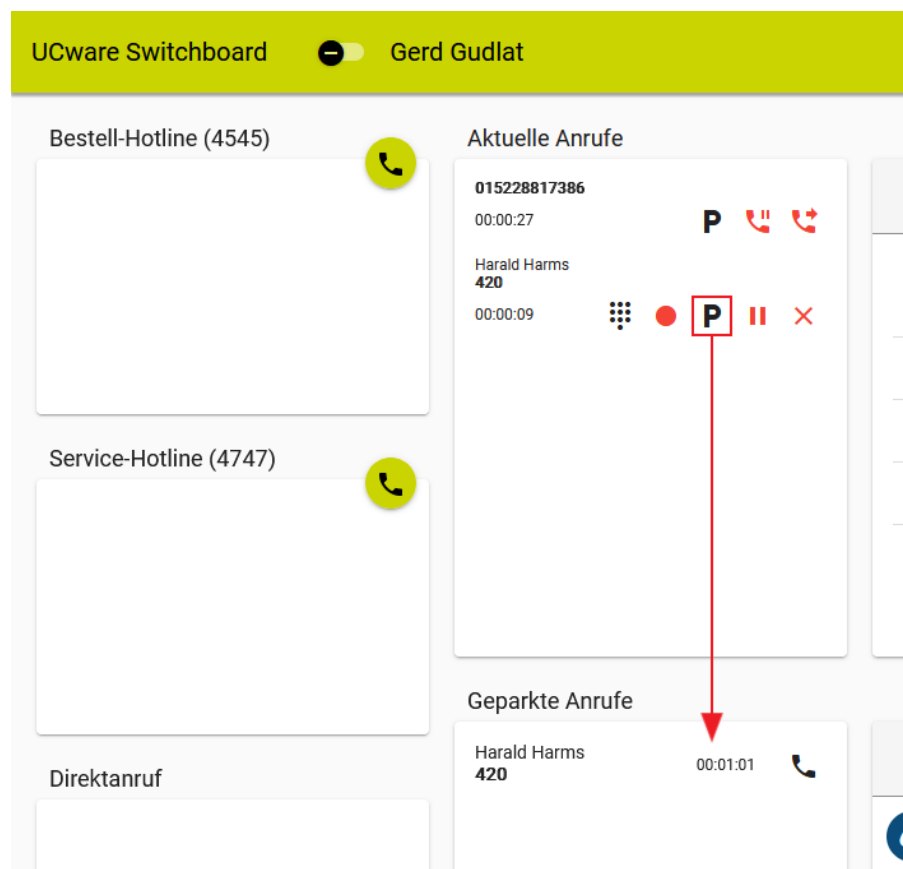 UCware Switchboard Gerd Gudlat
Bestell-Hotline (4545)
Aktuelle Anrufe
015228817386
00:00:27 P
Harald Harms
420
00:00:09 P
Service-Hotline (4747)
Geparkte Anrufe
Harald Harms
420
00:01:01
Direktanruf